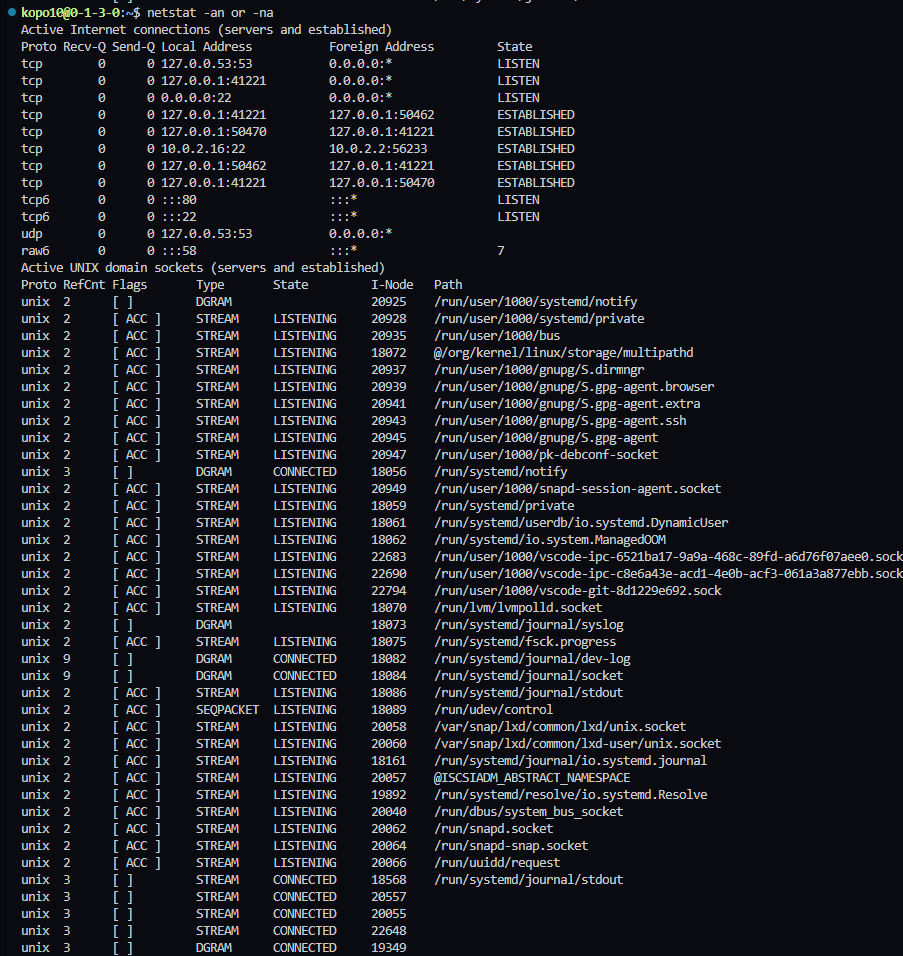 kopo10@0-1-3-0:~$ netstat -an or -na
Active Internet connections (servers and established)
Proto Recv-Q Send-Q Local Address           Foreign Address         State
tcp        0      0 127.0.0.53:53           0.0.0.0:*               LISTEN
tcp        0      0 127.0.0.1:41221         0.0.0.0:*               LISTEN
tcp        0      0 0.0.0.0:22              0.0.0.0:*               LISTEN
tcp        0      0 127.0.0.1:41221         127.0.0.1:50462         ESTABLISHED
tcp        0      0 127.0.0.1:50470         127.0.0.1:41221         ESTABLISHED
tcp        0      0 10.0.2.16:22            10.0.2.2:56233          ESTABLISHED
tcp        0      0 127.0.0.1:50462         127.0.0.1:41221         ESTABLISHED
tcp        0      0 127.0.0.1:41221         127.0.0.1:50470         ESTABLISHED
tcp6       0      0 :::80                   :::*                    LISTEN
tcp6       0      0 :::22                   :::*                    LISTEN
udp        0      0 127.0.0.53:53           0.0.0.0:*
raw6       0      0 :::58                   :::*                    7
Active UNIX domain sockets (servers and established)
Proto RefCnt Flags       Type       State         I-Node   Path
unix  2      [ ]         DGRAM                    20925    /run/user/1000/systemd/notify
unix  2      [ ACC ]     STREAM     LISTENING     20928    /run/user/1000/systemd/private
unix  2      [ ACC ]     STREAM     LISTENING     20935    /run/user/1000/bus
unix  2      [ ACC ]     STREAM     LISTENING     18072    @/org/kernel/linux/storage/multipathd
unix  2      [ ACC ]     STREAM     LISTENING     20937    /run/user/1000/gnupg/S.dirmngr
unix  2      [ ACC ]     STREAM     LISTENING     20939    /run/user/1000/gnupg/S.gpg-agent.browser
unix  2      [ ACC ]     STREAM     LISTENING     20941    /run/user/1000/gnupg/S.gpg-agent.extra
unix  2      [ ACC ]     STREAM     LISTENING     20943    /run/user/1000/gnupg/S.gpg-agent.ssh
unix  2      [ ACC ]     STREAM     LISTENING     20945    /run/user/1000/gnupg/S.gpg-agent
unix  2      [ ACC ]     STREAM     LISTENING     20947    /run/user/1000/pk-debconf-socket
unix  3      [ ]         DGRAM      CONNECTED     18056    /run/systemd/notify
unix  2      [ ACC ]     STREAM     LISTENING     20949    /run/user/1000/snapd-session-agent.socket
unix  2      [ ACC ]     STREAM     LISTENING     18059    /run/systemd/private
unix  2      [ ACC ]     STREAM     LISTENING     18061    /run/systemd/userdb/io.systemd.DynamicUser
unix  2      [ ACC ]     STREAM     LISTENING     18062    /run/systemd/io.system.ManagedOOM
unix  2      [ ACC ]     STREAM     LISTENING     22683    /run/user/1000/vscode-ipc-6521ba17-9a9a-468c-89fd-a6d76f07aee0.sock
unix  2      [ ACC ]     STREAM     LISTENING     22690    /run/user/1000/vscode-ipc-c8e6a43e-acd1-4e0b-acf3-061a3a877ebb.sock
unix  2      [ ACC ]     STREAM     LISTENING     22794    /run/user/1000/vscode-git-8d1229e692.sock
unix  2      [ ACC ]     STREAM     LISTENING     18070    /run/lvm/lvmpolld.socket
unix  2      [ ]         DGRAM                    18073    /run/systemd/journal/syslog
unix  2      [ ACC ]     STREAM     LISTENING     18075    /run/systemd/fsck.progress
unix  9      [ ]         DGRAM      CONNECTED     18082    /run/systemd/journal/dev-log
unix  9      [ ]         DGRAM      CONNECTED     18084    /run/systemd/journal/socket
unix  2      [ ACC ]     STREAM     LISTENING     18086    /run/systemd/journal/stdout
unix  2      [ ACC ]     SEQPACKET  LISTENING     18089    /run/udev/control
unix  2      [ ACC ]     STREAM     LISTENING     20058    /var/snap/lxd/common/lxd/unix.socket
unix  2      [ ACC ]     STREAM     LISTENING     20060    /var/snap/lxd/common/lxd-user/unix.socket
unix  2      [ ACC ]     STREAM     LISTENING     18161    /run/systemd/journal/io.systemd.journal
unix  2      [ ACC ]     STREAM     LISTENING     20057    @ISCSIADM_ABSTRACT_NAMESPACE
unix  2      [ ACC ]     STREAM     LISTENING     19892    /run/systemd/resolve/io.systemd.Resolve
unix  2      [ ACC ]     STREAM     LISTENING     20040    /run/dbus/system_bus_socket
unix  2      [ ACC ]     STREAM     LISTENING     20062    /run/snapd.socket
unix  2      [ ACC ]     STREAM     LISTENING     20064    /run/snapd-snap.socket
unix  2      [ ACC ]     STREAM     LISTENING     20066    /run/uuidd/request
unix  3      [ ]         STREAM     CONNECTED     18568    /run/systemd/journal/stdout
unix  3      [ ]         STREAM     CONNECTED     20557
unix  3      [ ]         STREAM     CONNECTED     20055
unix  3      [ ]         STREAM     CONNECTED     22648
unix  3      [ ]         DGRAM      CONNECTED     19349